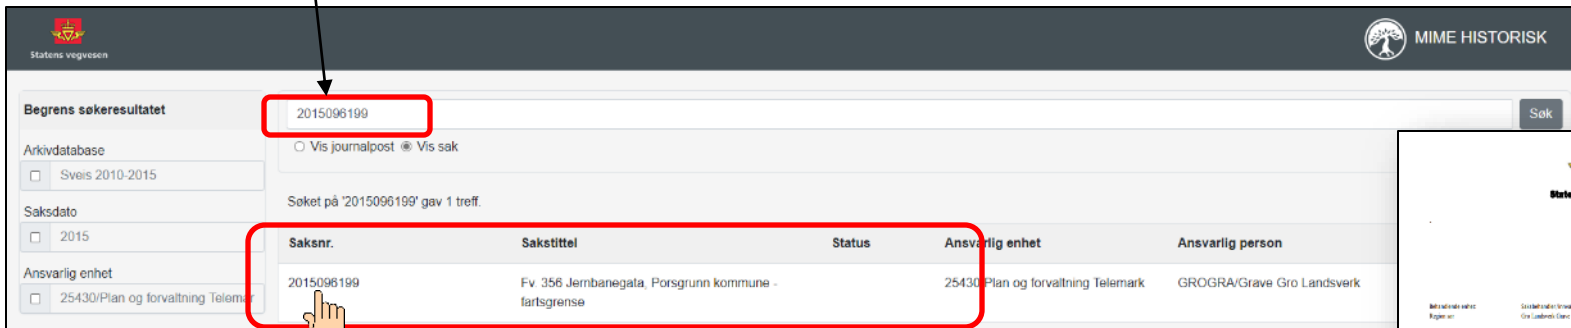 Statens vegvesen
MIME HISTORISK
Begrens søkeresultatet
2015096199
Søk
Vis journalpost Vis sak
Arkivdatabase
Sveis 2010-2015
Søket på '2015096199' gav 1 treff.
Saksdato
2015
Saksnr. Sakstittel Status Ansvarlig enhet Ansvarlig person
Ansvarlig enhet
25430/Plan og forvaltning Telemar
2015096199 Fv. 356 Jernbanegata, Porsgrunn kommune - 25430/Plan og forvaltning Telemark GROGRA/Grave Gro Landsverk
fartsgrense
State